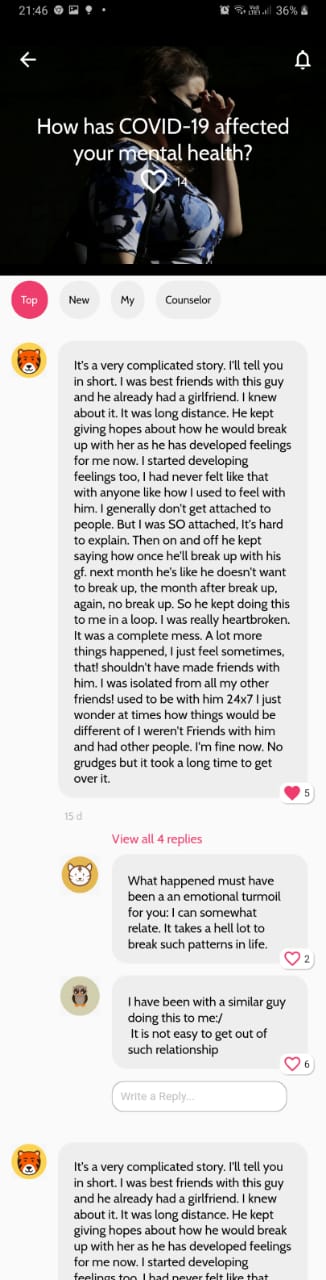 21:46
36%
How has COVID-19 affected
your mental health?
14
Top
New
My
Counselor
It's a very complicated story. I'll tell you
in short. I was best friends with this guy
and he already had a girlfriend. I knew
about it. It was long distance. He kept
giving hopes about how he would break
up with her as he has developed feelings
for me now. I started developing
feelings too, I had never felt like that
with anyone like how I used to feel with
him. I generally don't get attached to
people. But I was SO attached, It's hard
to explain. Then on and off he kept
saying how once he'll break up with his
gf. next month he's like he doesn't want
to break up, the month after break up,
again, no break up. So he kept doing this
to me in a loop. I was really heartbroken.
It was a complete mess. A lot more
things happened, I just feel sometimes,
that! shouldn't have made friends with
him. I was isolated from all my other
friends! used to be with him 24x7 I just
wonder at times how things would be
different of I weren't Friends with him
and had other people. I'm fine now. No
grudges but it took a long time to get
over it.
5
15 d
View all 4 replies
What happened must have
been a an emotional turmoil
for you: I can somewhat
relate. It takes a hell lot to
break such patterns in life.
2
I have been with a similar guy
doing this to me:/
It is not easy to get out of
such relationship
6
Write a Reply...
It's a very complicated story. I'll tell you
in short. I was best friends with this guy
and he already had a girlfriend. I knew
about it. It was long distance. He kept
giving hopes about how he would break
up with her as he has developed feelings
for me now. I started developing
feelings too, I had never felt like that